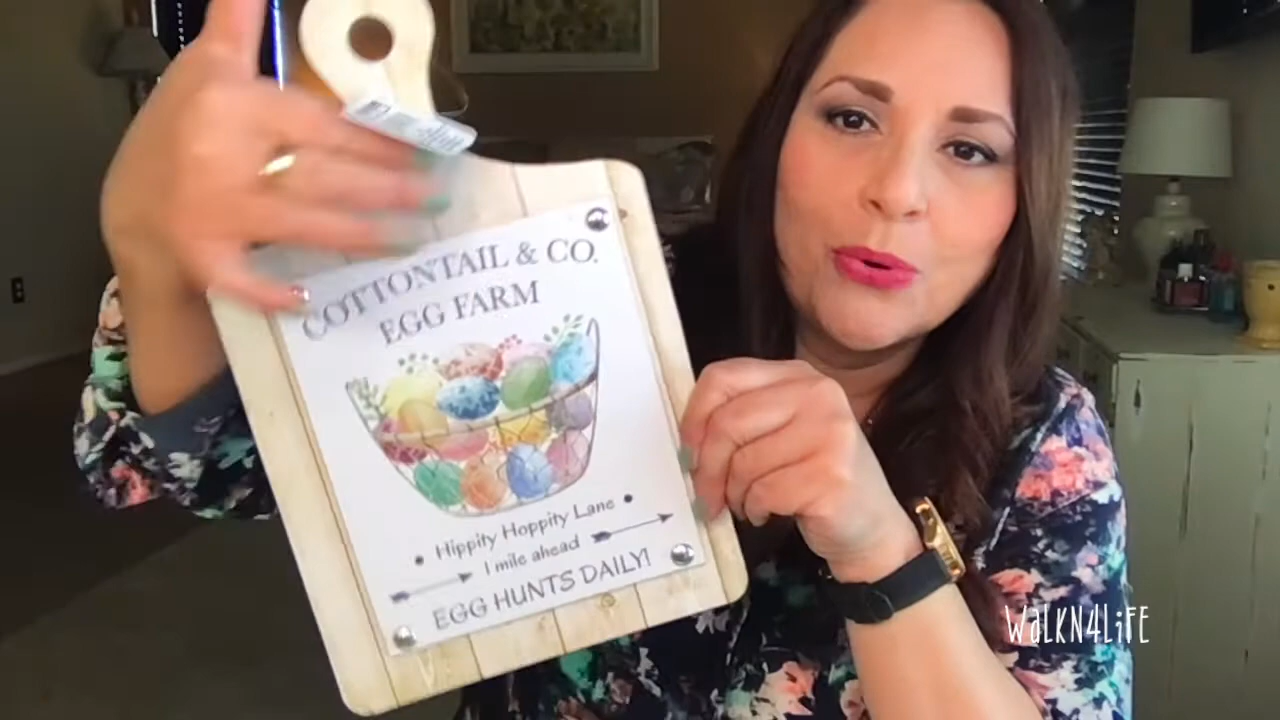 COTTONTAIL & CO.
EGG FARM
Hippity Hoppity Lane
1 mile ahead
EGG HUNTS DAILY!
WALKN4LiFE